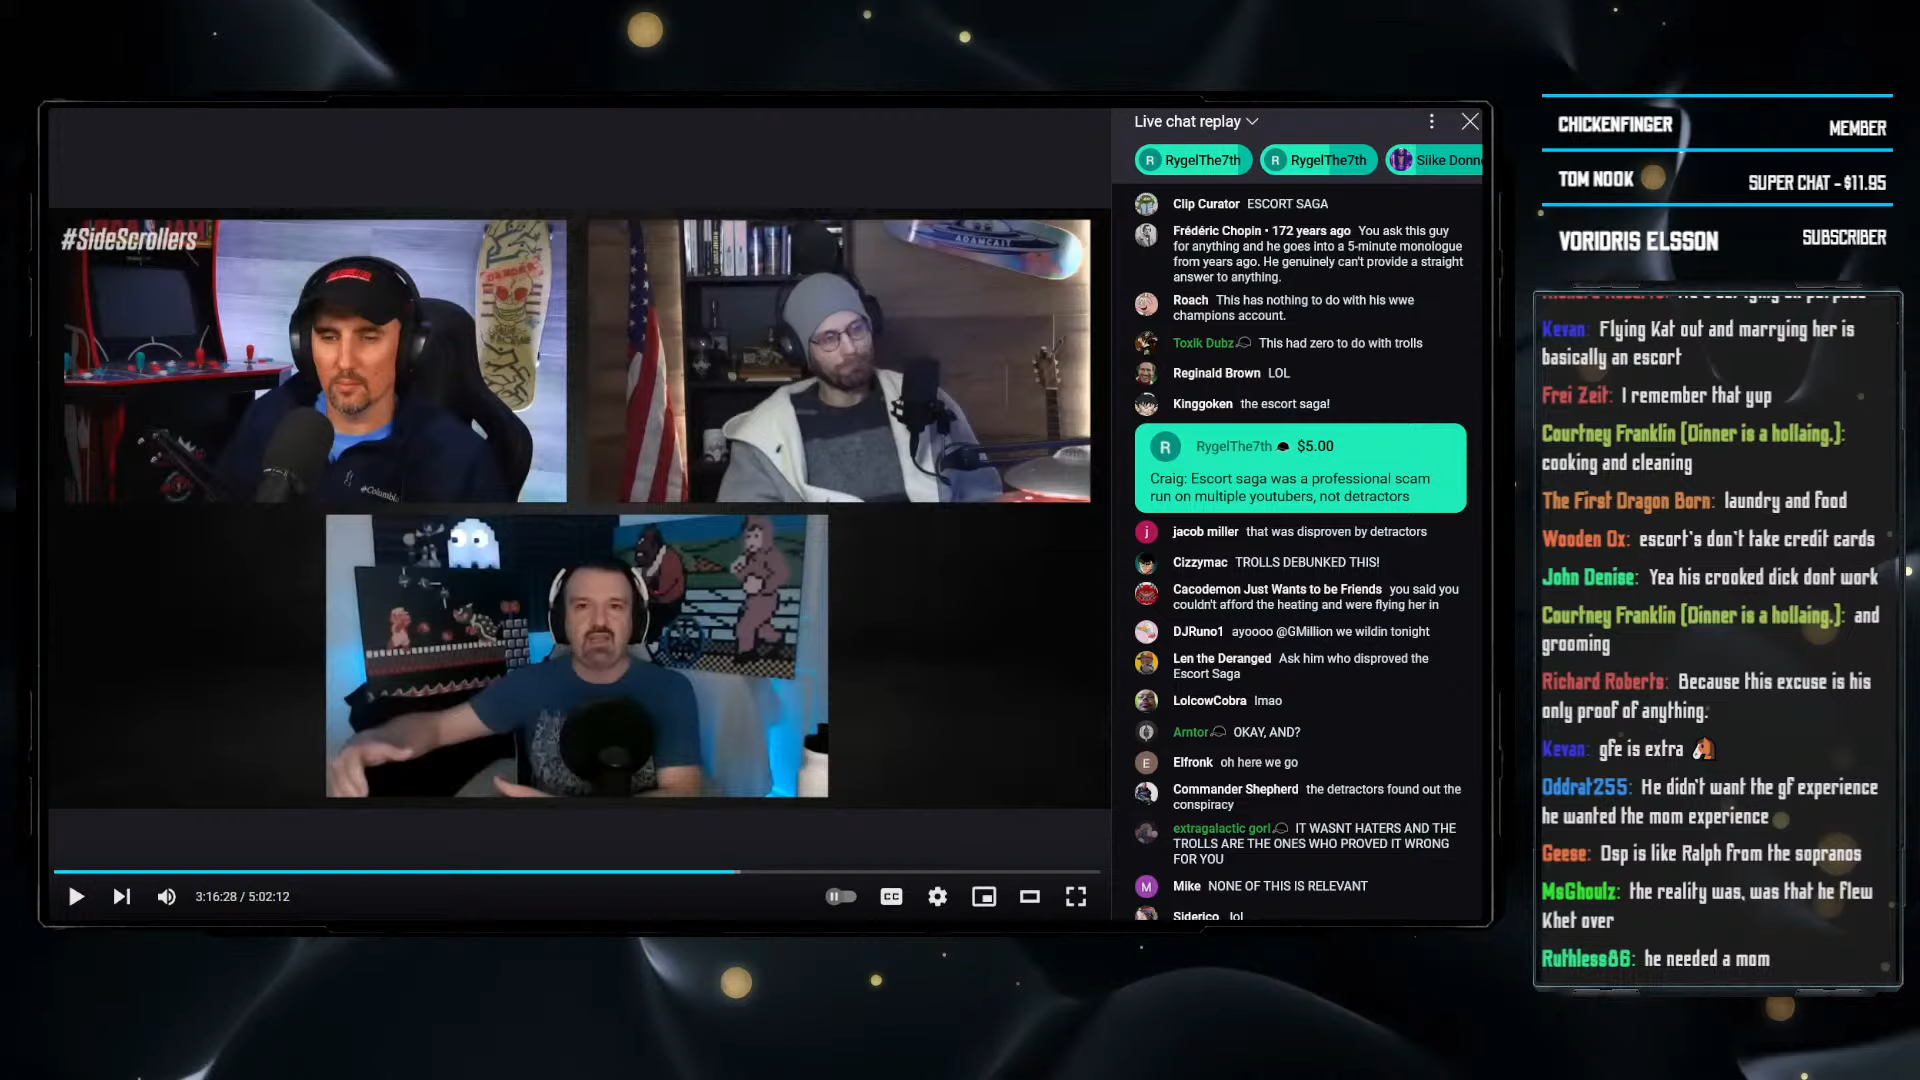 #SideScrollers
ADAMCAIT
Columbia
Live chat replay
R RygelThe7th
R RygelThe7th
Siike Donn
Clip Curator ESCORT SAGA
Frédéric Chopin • 172 years ago You ask this guy
for anything and he goes into a 5-minute monologue
from years ago. He genuinely can't provide a straight
answer to anything.
Roach This has nothing to do with his wwe
champions account.
Toxik Dubz This had zero to do with trolls
Reginald Brown LOL
Kinggoken the escort saga!
R RygelThe7th $5.00
Craig: Escort saga was a professional scam
run on multiple youtubers, not detractors
j jacob miller that was disproven by detractors
Cizzymac TROLLS DEBUNKED THIS!
Cacodemon Just Wants to be Friends you said you
couldn't afford the heating and were flying her in
DJRuno1 ayoooo @GMillion we wildin tonight
Len the Deranged Ask him who disproved the
Escort Saga
LolcowCobra lmao
Arntor OKAY, AND?
E Elfronk oh here we go
Commander Shepherd the detractors found out the
conspiracy
extragalactic gorl IT WASNT HATERS AND THE
TROLLS ARE THE ONES WHO PROVED IT WRONG
FOR YOU
M Mike NONE OF THIS IS RELEVANT
Siderico lol
3:16:28 / 5:02:12
CC
CHICKENFINGER MEMBER
TOM NOOK SUPER CHAT - $11.95
VORIDRIS ELSSON SUBSCRIBER
Kevan: Flying Kat out and marrying her is
basically an escort
Frei Zeit: I remember that yup
Courtney Franklin (Dinner is a hollaing.):
cooking and cleaning
The First Dragon Born: laundry and food
Wooden Ox: escort's don't take credit cards
John Denise: Yea his crooked dick dont work
Courtney Franklin (Dinner is a hollaing.): and
grooming
Richard Roberts: Because this excuse is his
only proof of anything.
Kevan: gfe is extra
Oddrat255: He didn't want the gf experience
he wanted the mom experience
Geese: Dsp is like Ralph from the sopranos
MsGhoulz: the reality was, was that he flew
Khet over
Ruthless86: he needed a mom